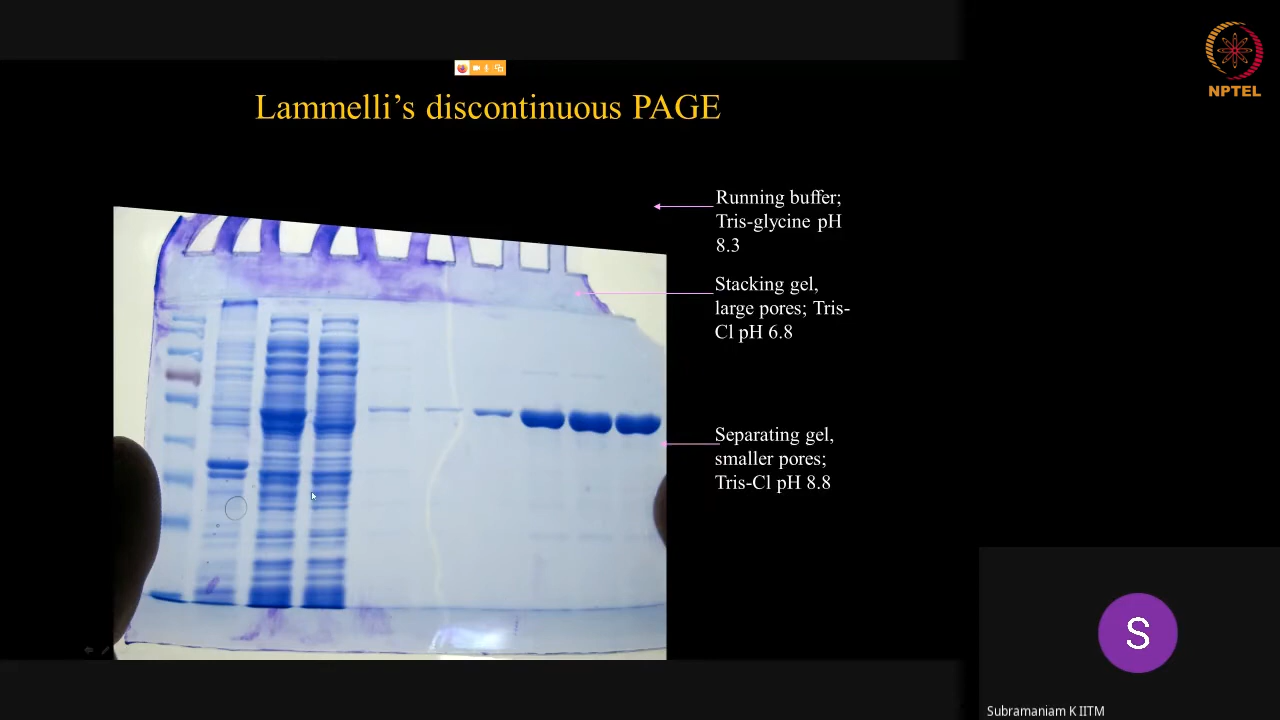 NPTEL
Lammelli’s discontinuous PAGE
Running buffer;
Tris-glycine pH
8.3
Stacking gel,
large pores; Tris-
Cl pH 6.8
Separating gel,
smaller pores;
Tris-Cl pH 8.8
S
Subramaniam K IITM